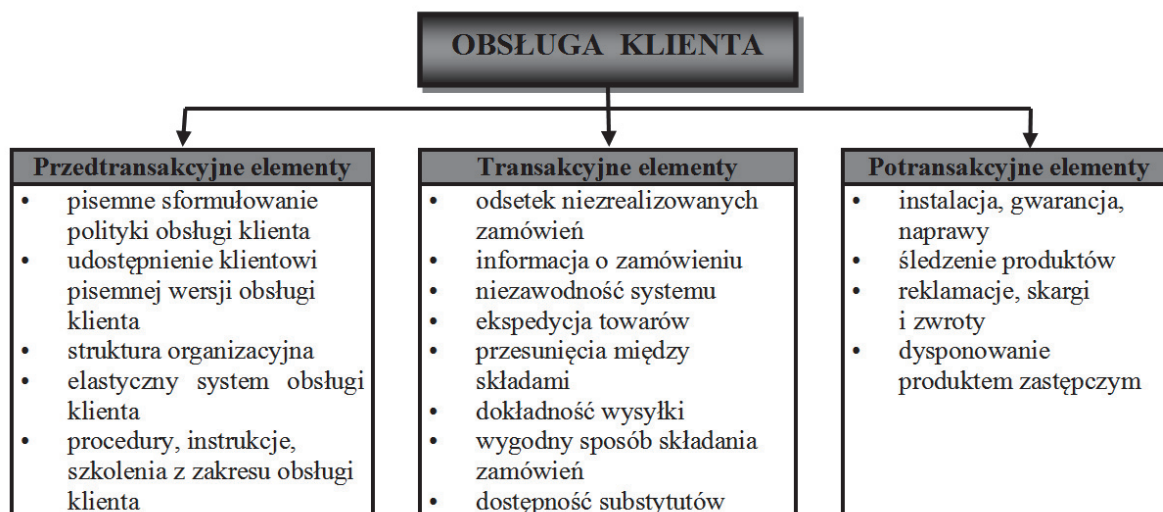 OBSŁUGA KLIENTA
Przedtransakcyjne elementy
• pisemne sformułowanie
polityki obsługi klienta
• udostępnienie klientowi
pisemnej wersji obsługi
klienta
• struktura organizacyjna
• elastyczny system obsługi
klienta
• procedury, instrukcje,
szkolenia z zakresu obsługi
klienta
Transakcyjne elementy
• odsetek niezrealizowanych
zamówień
• informacja o zamówieniu
• niezawodność systemu
• ekspedycja towarów
• przesunięcia między
składami
• dokładność wysyłki
• wygodny sposób składania
zamówień
• dostępność substytutów
Potransakcyjne elementy
• instalacja, gwarancja,
naprawy
• śledzenie produktów
• reklamacje, skargi
i zwroty
• dysponowanie
produktem zastępczym